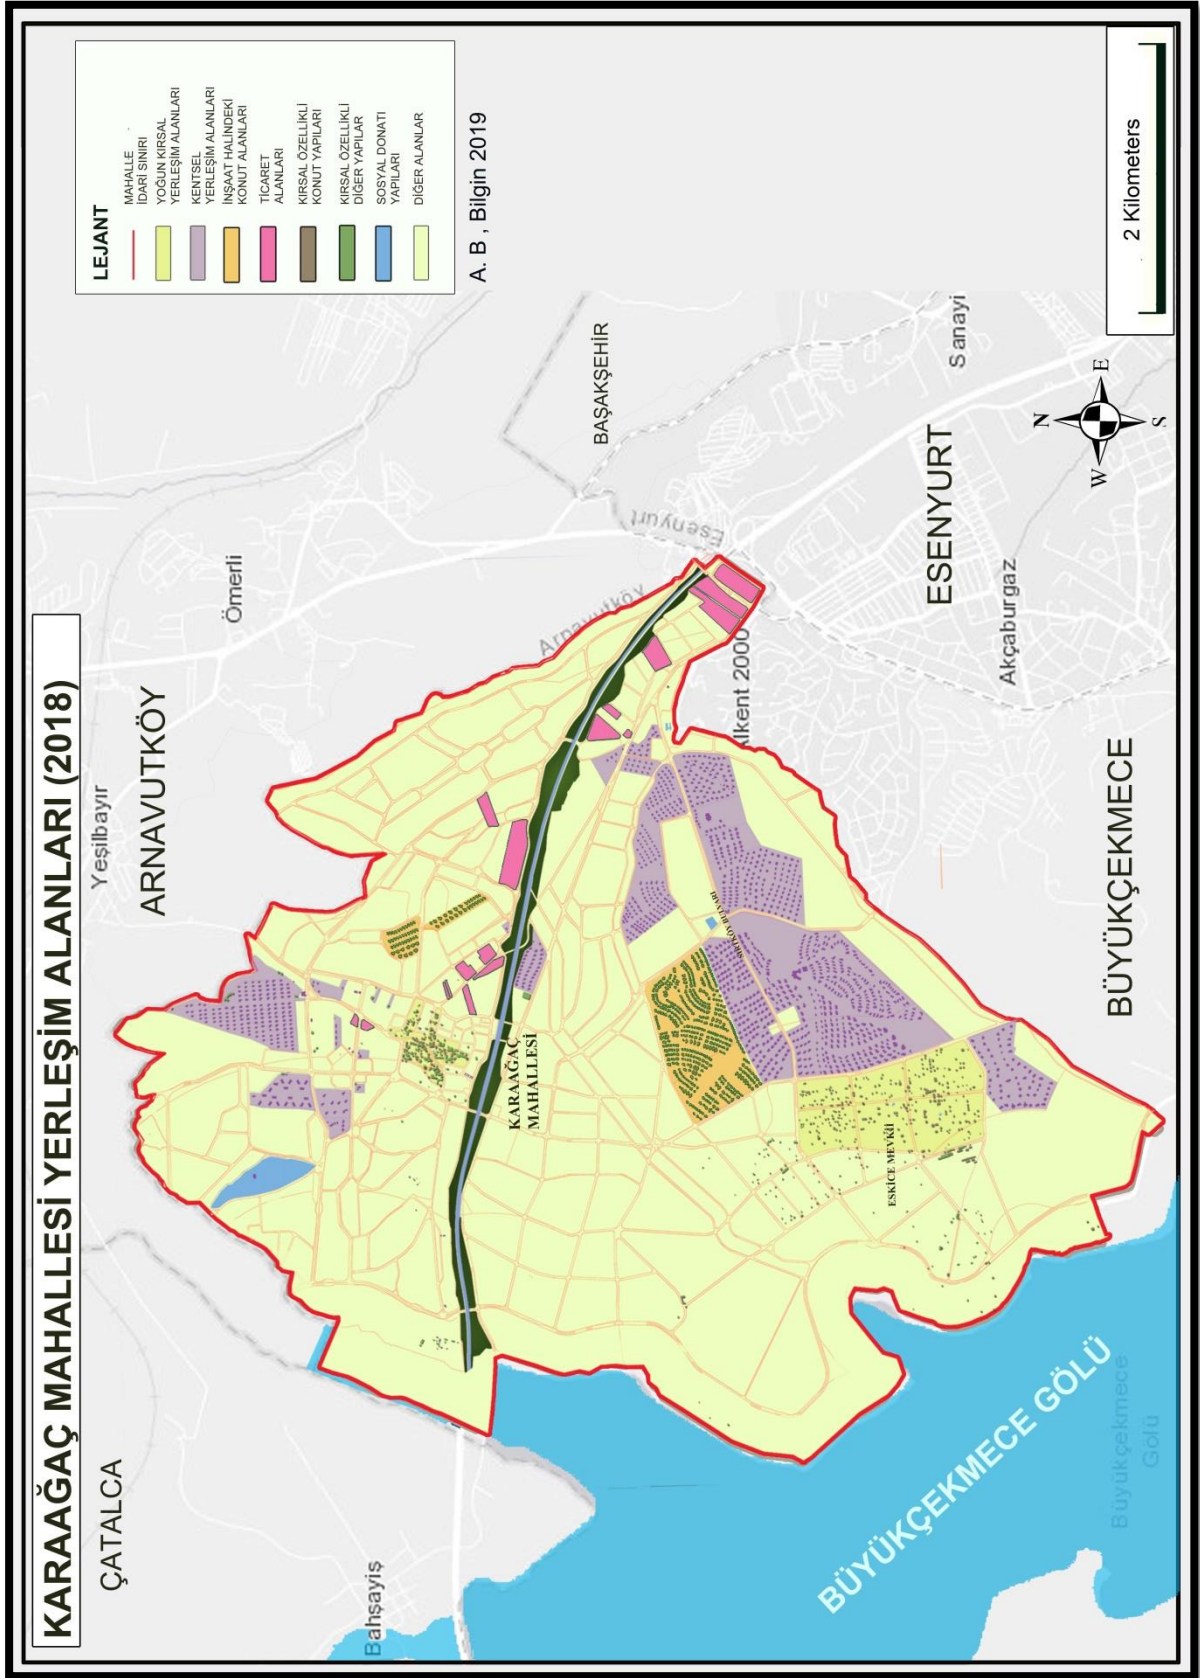 KARAAĞAÇ MAHALLESİ YERLEŞİM ALANLARI (2018)
LEJANT
MAHALLE
İDARİ SINIRI
YOĞUN KIRSAL
YERLEŞİM ALANLARI
KENTSEL
YERLEŞİM ALANLARI
İNŞAAT HALİNDEKİ
KONUT ALANLARI
TİCARET
ALANLARI
KIRSAL ÖZELLİKLİ
KONUT YAPILARI
KIRSAL ÖZELLİKLİ
DİĞER YAPILAR
SOSYAL DONATI
YAPILARI
DİĞER ALANLAR
A. B , Bilgin 2019
ÇATALCA
Yeşilbayır
ARNAVUTKÖY
Ömerli
Bahşayiş
Arnavutköy
Esenyurt
BAŞAKŞEHİR
KARAAĞAÇ
MAHALLESİ
SIRTKÖY BULVARI
Alkent 2000
ESKİCE MEVKİİ
ESENYURT
Sanayi
Akçaburgaz
BÜYÜKÇEKMECE
BÜYÜKÇEKMECE GÖLÜ
Büyükçekmece
Gölü
N
W
E
S
2 Kilometers